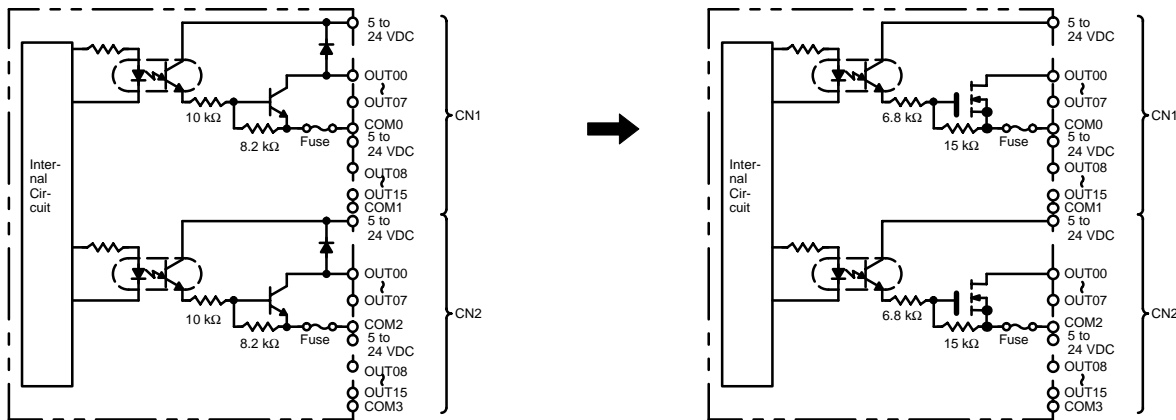 5 to
24 VDC
OUT00
~
OUT07
10 kΩ
COM0
5 to
24 VDC
8.2 kΩ
Fuse
CN1
Inter-
nal
Cir-
cuit
OUT08
~
OUT15
COM1
5 to
24 VDC
OUT00
~
OUT07
10 kΩ
COM2
5 to
24 VDC
8.2 kΩ
Fuse
CN2
OUT08
~
OUT15
COM3
5 to
24 VDC
OUT00
~
OUT07
6.8 kΩ
COM0
5 to
24 VDC
15 kΩ
Fuse
CN1
Inter-
nal
Cir-
cuit
OUT08
~
OUT15
COM1
5 to
24 VDC
OUT00
~
OUT07
6.8 kΩ
COM2
5 to
24 VDC
15 kΩ
Fuse
CN2
OUT08
~
OUT15
COM3